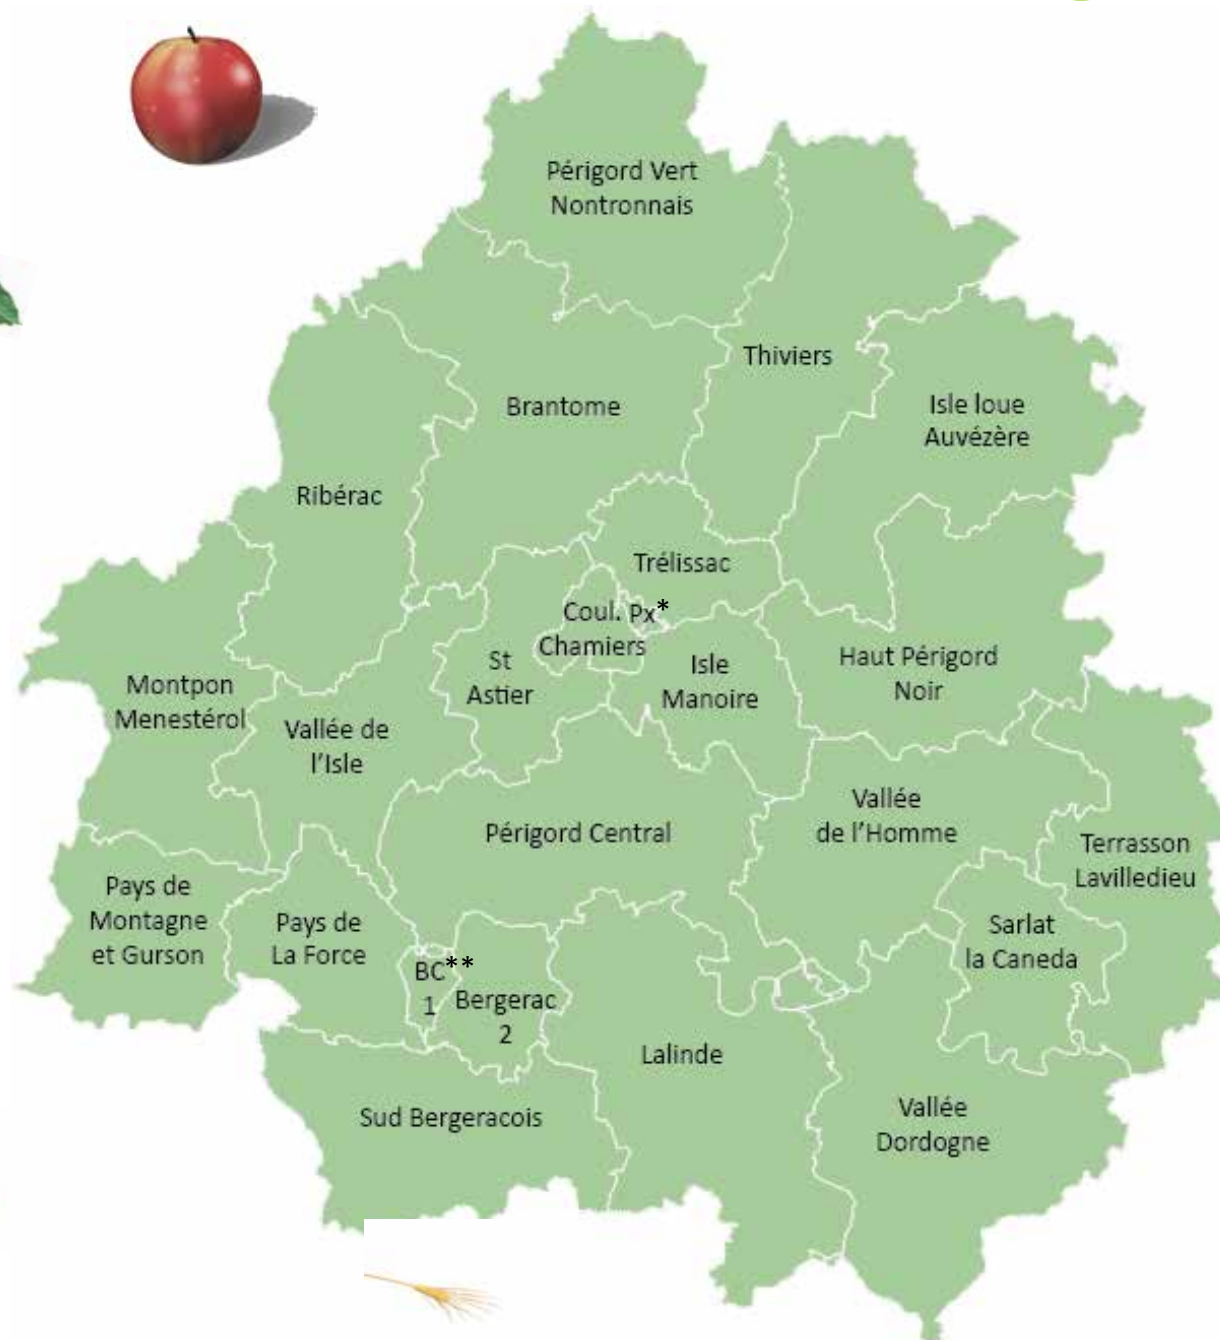 Périgord Vert
Nontronnais
Thiviers
Brantome
Isle loue
Auvézère
Ribérac
Trélissac
Coul.
Chamiers
Px*
St
Astier
Isle
Manoire
Haut Périgord
Noir
Montpon
Menestérol
Vallée de
l'Isle
Vallée
de l'Homme
Périgord Central
Terrasson
Lavilledieu
Pays de
Montagne
et Gurson
Pays de
La Force
Sarlat
la Caneda
BC**
1
Bergerac
2
Lalinde
Sud Bergeracois
Vallée
Dordogne